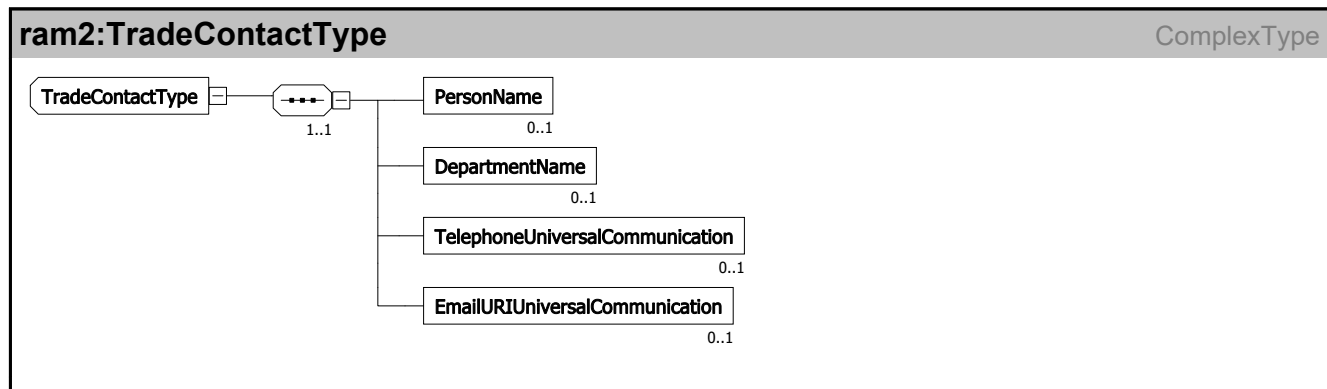 ram2:TradeContactType ComplexType
TradeContactType
1..1
PersonName
0..1
DepartmentName
0..1
TelephoneUniversalCommunication
0..1
EmailURIUniversalCommunication
0..1